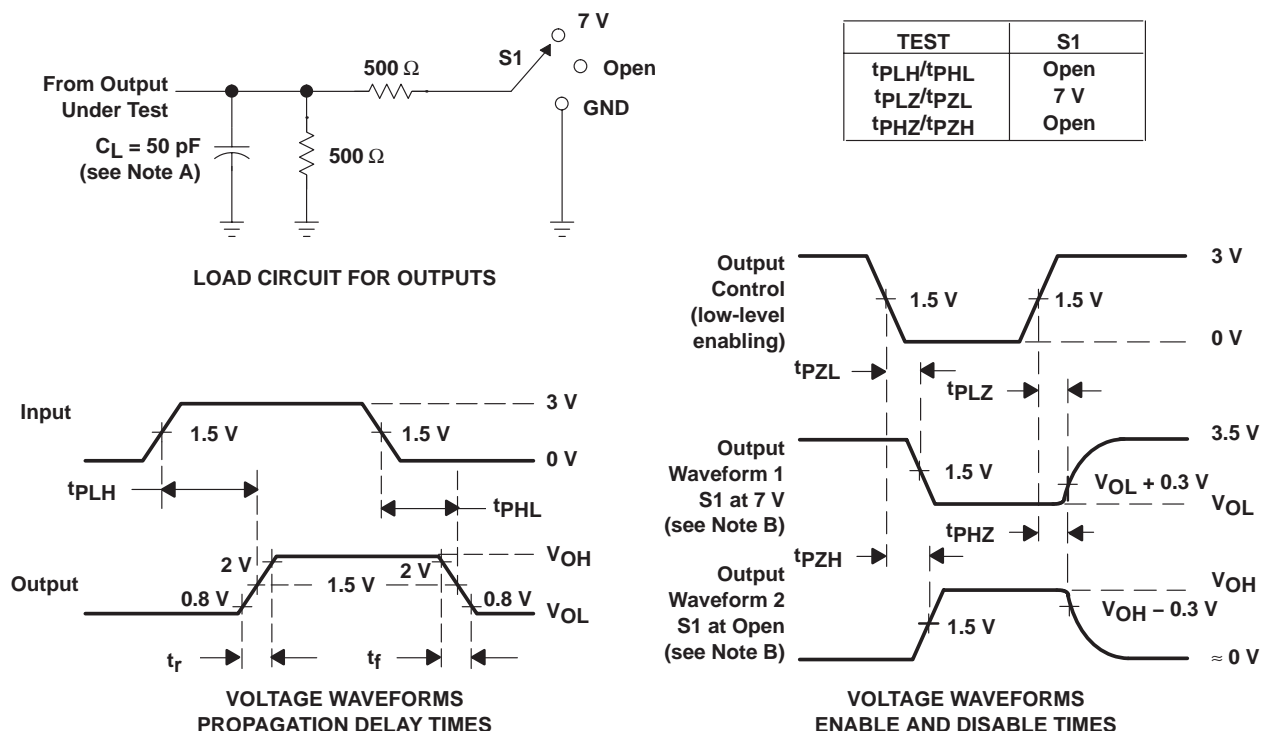 7 V
S1
Open
500 Ω
From Output
Under Test
GND
CL = 50 pF
(see Note A)
500 Ω
LOAD CIRCUIT FOR OUTPUTS
TEST S1
tPLH/tPHL Open
tPLZ/tPZL 7 V
tPHZ/tPZH Open
Input
3 V
1.5 V
1.5 V
0 V
tPLH
tPHL
Output
VOH
2 V
2 V
1.5 V
0.8 V
0.8 V
VOL
tr
tf
VOLTAGE WAVEFORMS
PROPAGATION DELAY TIMES
Output
Control
(low-level
enabling)
3 V
1.5 V
1.5 V
0 V
tPZL
tPLZ
Output
Waveform 1
S1 at 7 V
(see Note B)
3.5 V
1.5 V
VOL + 0.3 V
VOL
tPHZ
tPZH
Output
Waveform 2
S1 at Open
(see Note B)
VOH
VOH − 0.3 V
1.5 V
≈ 0 V
VOLTAGE WAVEFORMS
ENABLE AND DISABLE TIMES